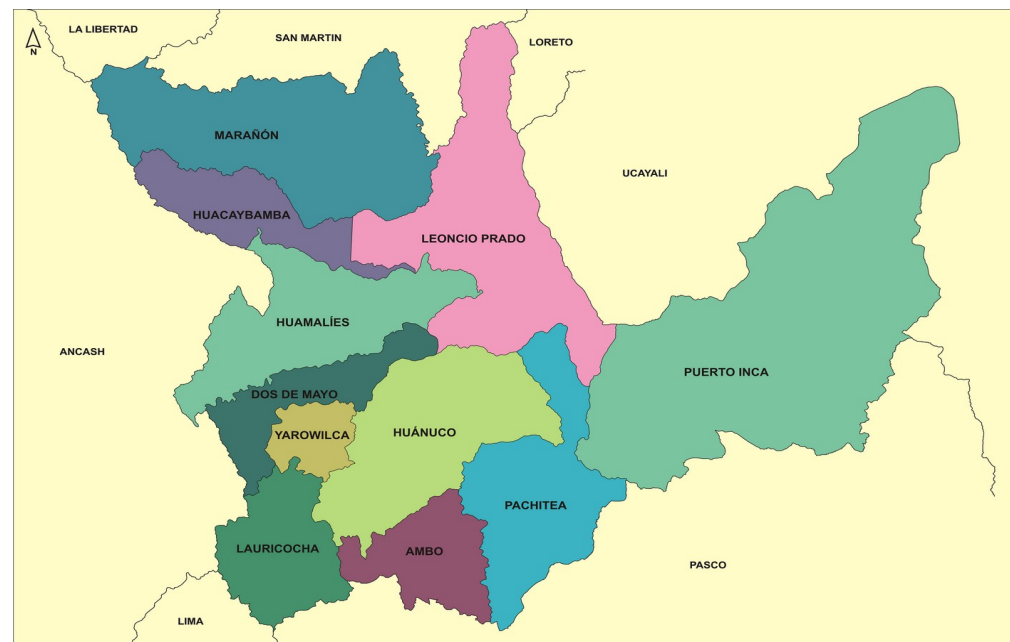 LA LIBERTAD
SAN MARTIN
LORETO
N
MARAÑÓN
UCAYALI
HUACAYBAMBA
LEONCIO PRADO
HUAMALÍES
ANCASH
PUERTO INCA
DOS DE MAYO
YAROWILCA
HUÁNUCO
PACHITEA
LAURICOCHA
AMBO
PASCO
LIMA